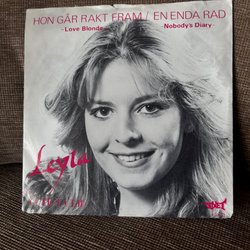 HON GÅR RAKT FRAM / EN ENDA RAD
-Love Blonde- -Nobody's Diary-
Leyla